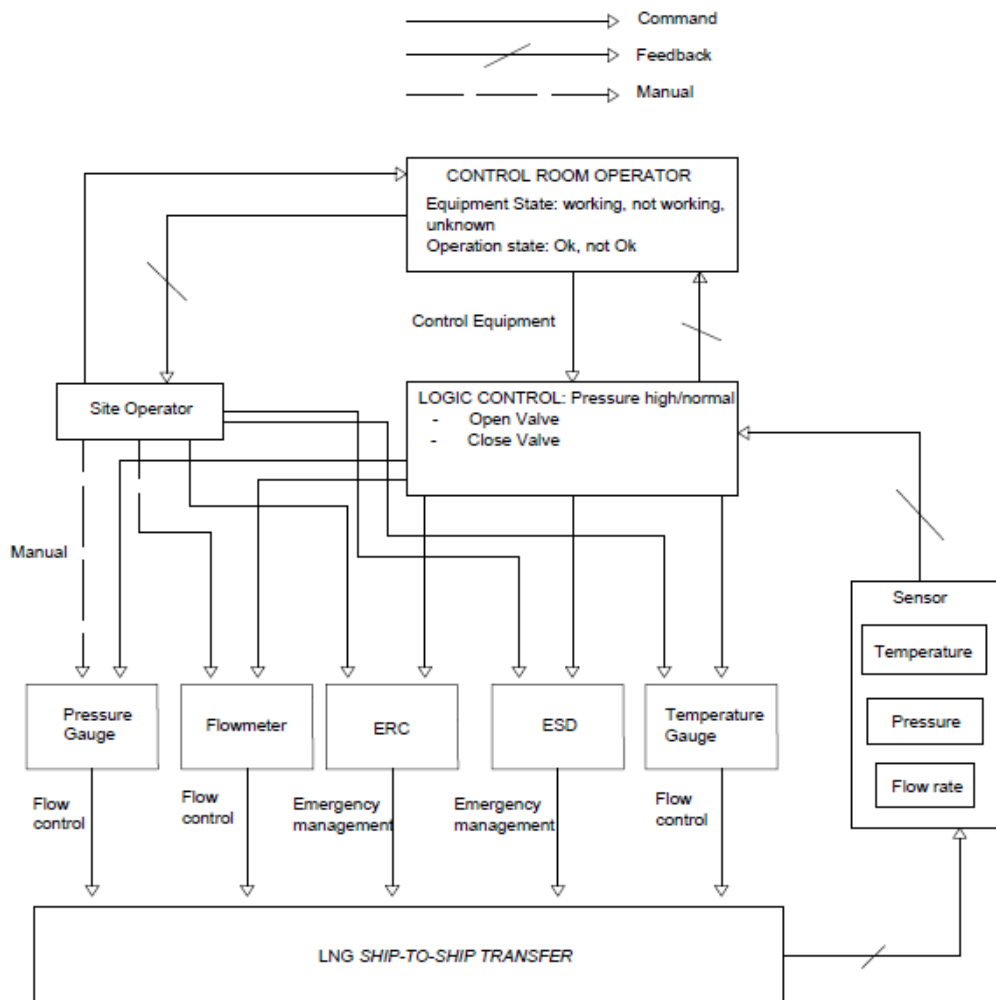 Command
Feedback
Manual
CONTROL ROOM OPERATOR
Equipment State: working, not working,
unknown
Operation state: Ok, not Ok
Control Equipment
Site Operator
LOGIC CONTROL: Pressure high/normal
- Open Valve
- Close Valve
Manual
Sensor
Temperature
Pressure
Flow rate
Pressure
Gauge
Flowmeter
ERC
ESD
Temperature
Gauge
Flow
control
Flow
control
Emergency
management
Emergency
management
Flow
control
LNG SHIP-TO-SHIP TRANSFER